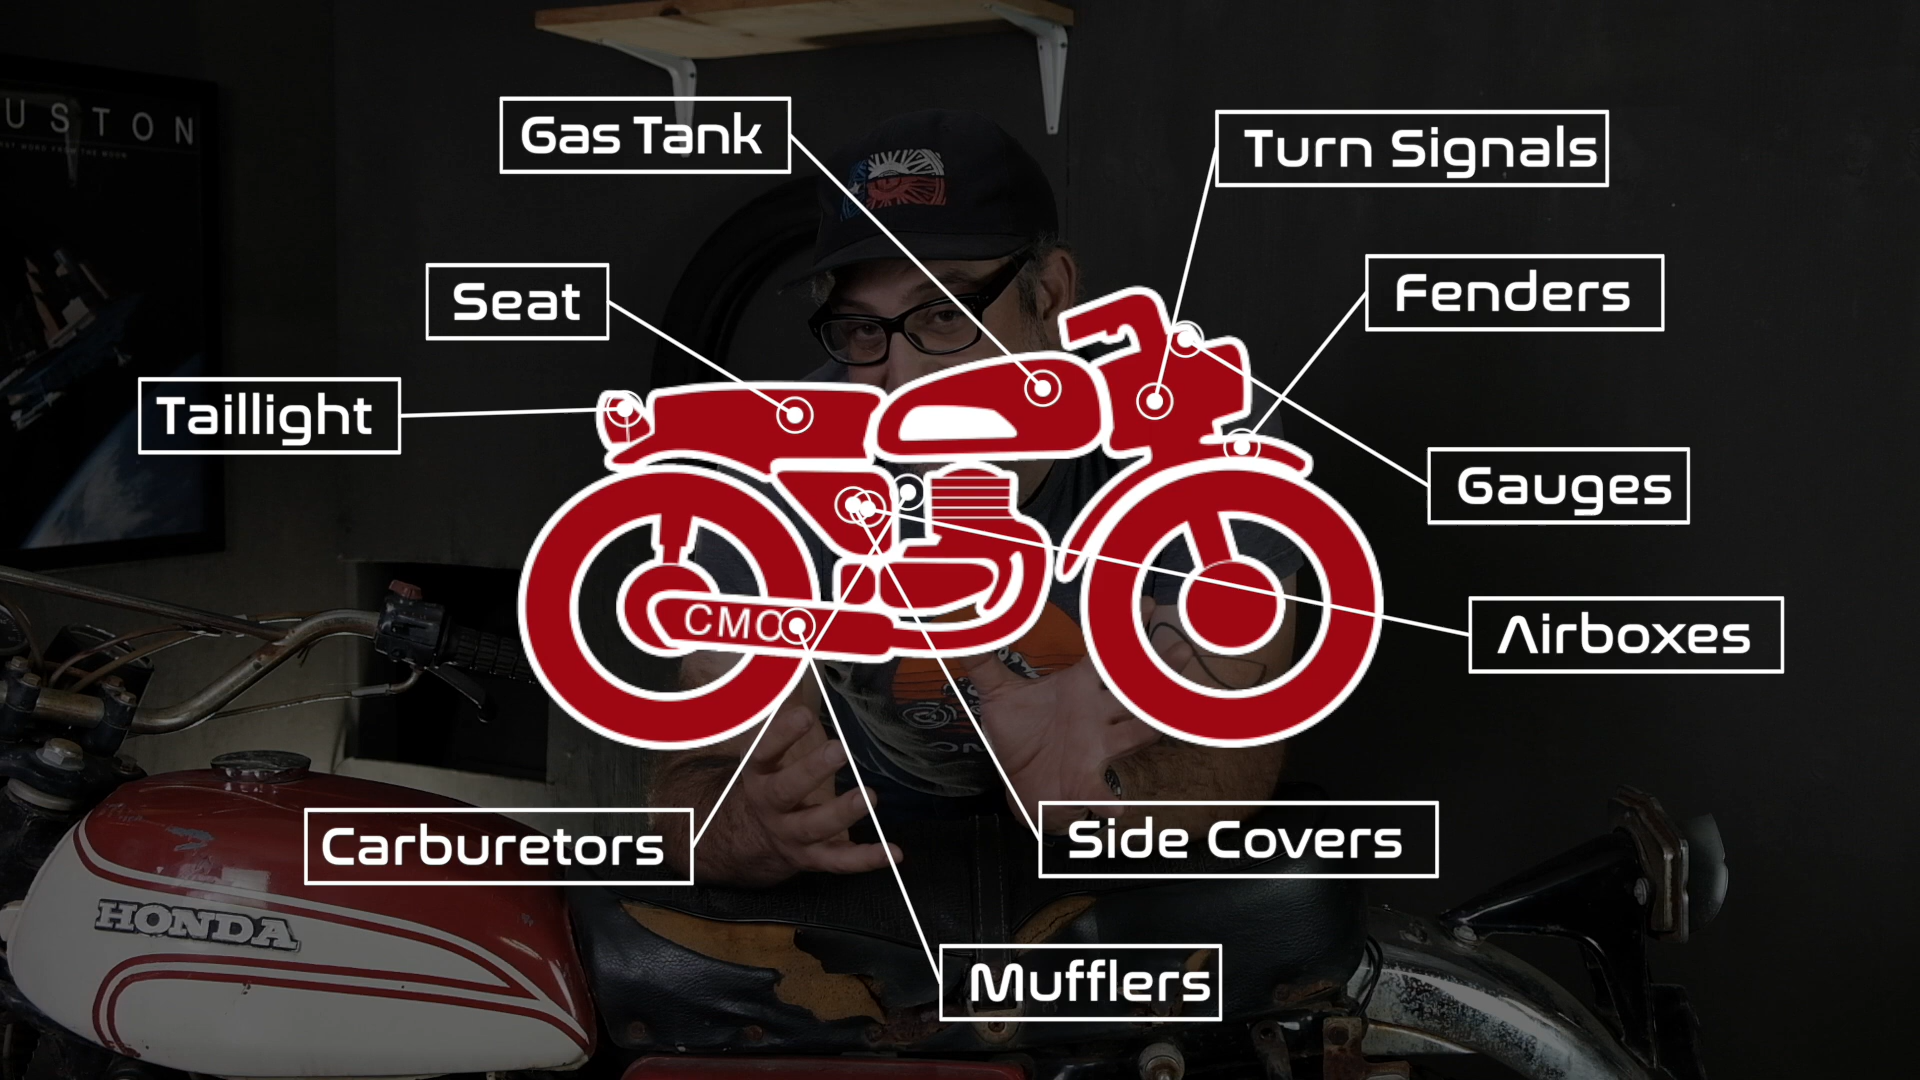 USTON
Gas Tank
Turn Signals
Seat
Fenders
Taillight
Gauges
CMC
Airboxes
Carburetors
Side Covers
HONDA
Mufflers